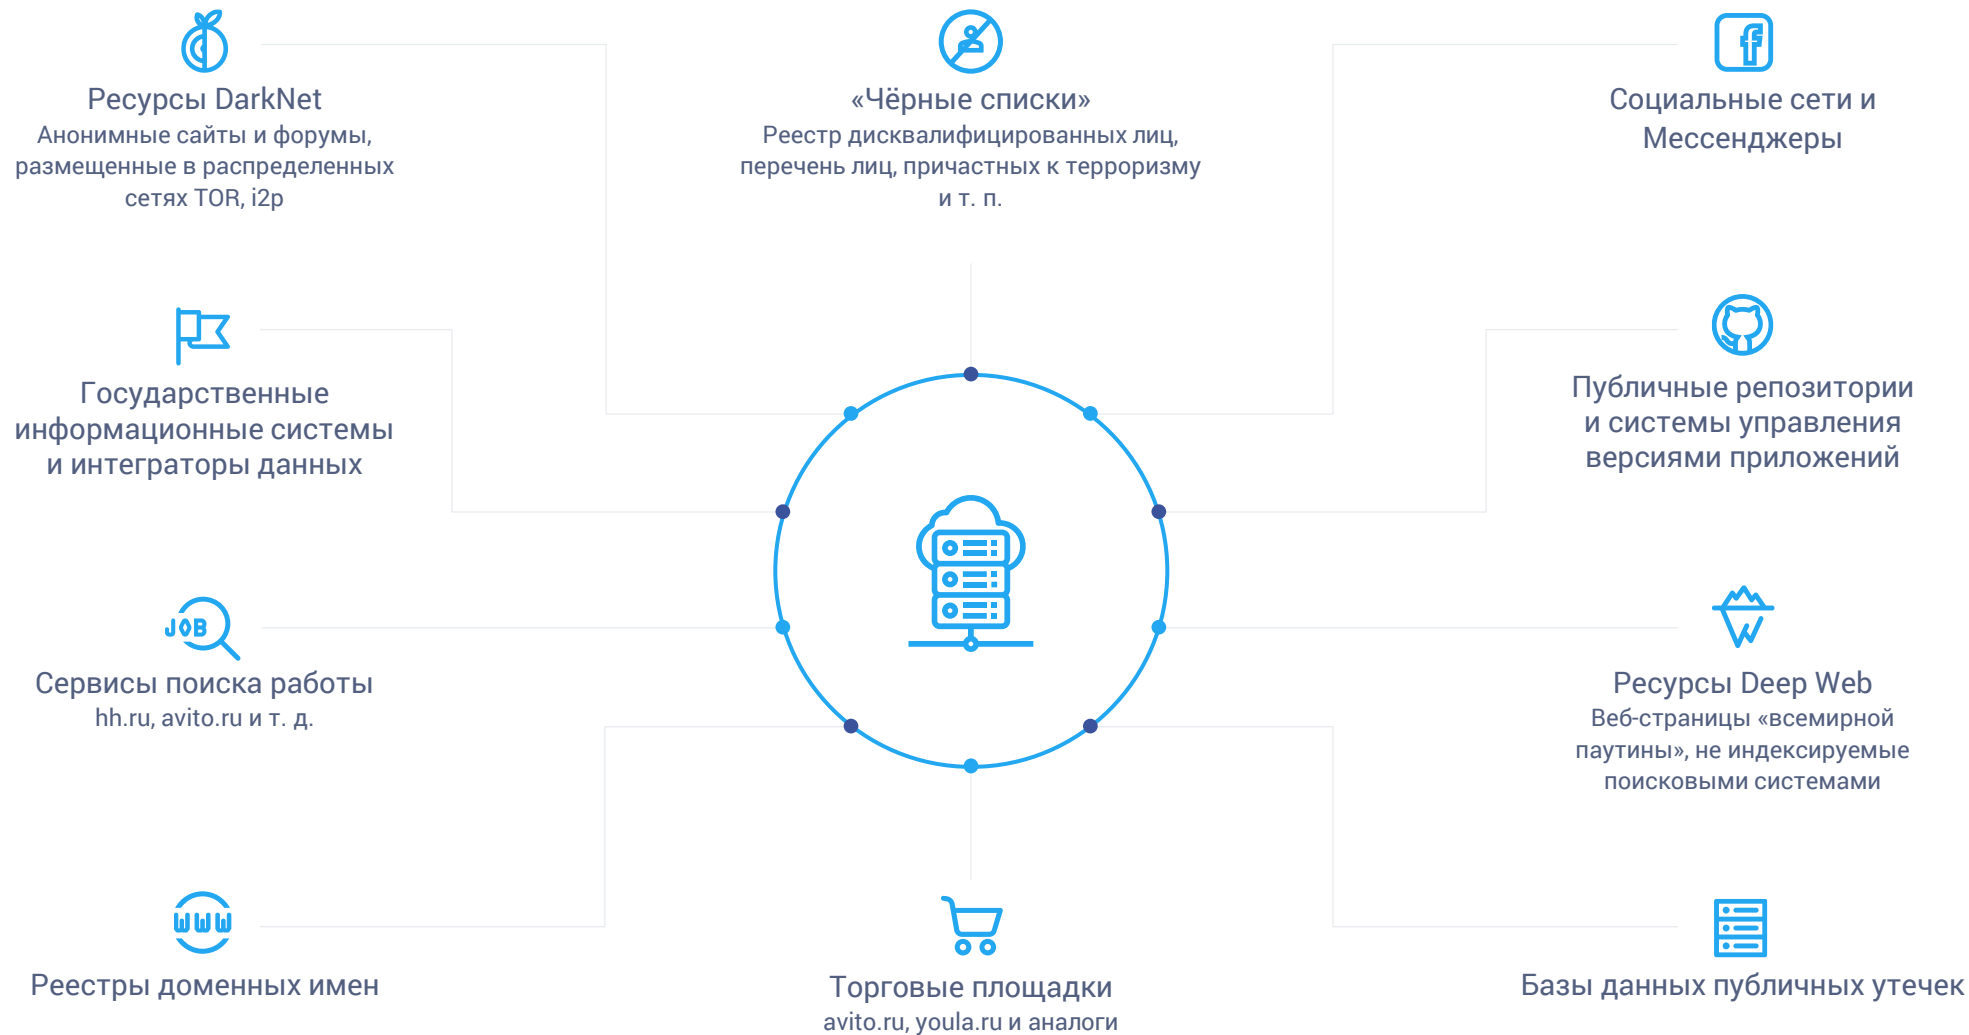 Ресурсы DarkNet
Анонимные сайты и форумы,
размещенные в распределенных
сетях TOR, i2p
«Чёрные списки»
Реестр дисквалифицированных лиц,
перечень лиц, причастных к терроризму
и т. п.
Социальные сети и
Мессенджеры
Государственные
информационные системы
и интеграторы данных
Публичные репозитории
и системы управления
версиями приложений
JOB
Сервисы поиска работы
hh.ru, avito.ru и т. д.
Ресурсы Deep Web
Веб-страницы «всемирной
паутины», не индексируемые
поисковыми системами
www
Реестры доменных имен
Торговые площадки
avito.ru, youla.ru и аналоги
Базы данных публичных утечек